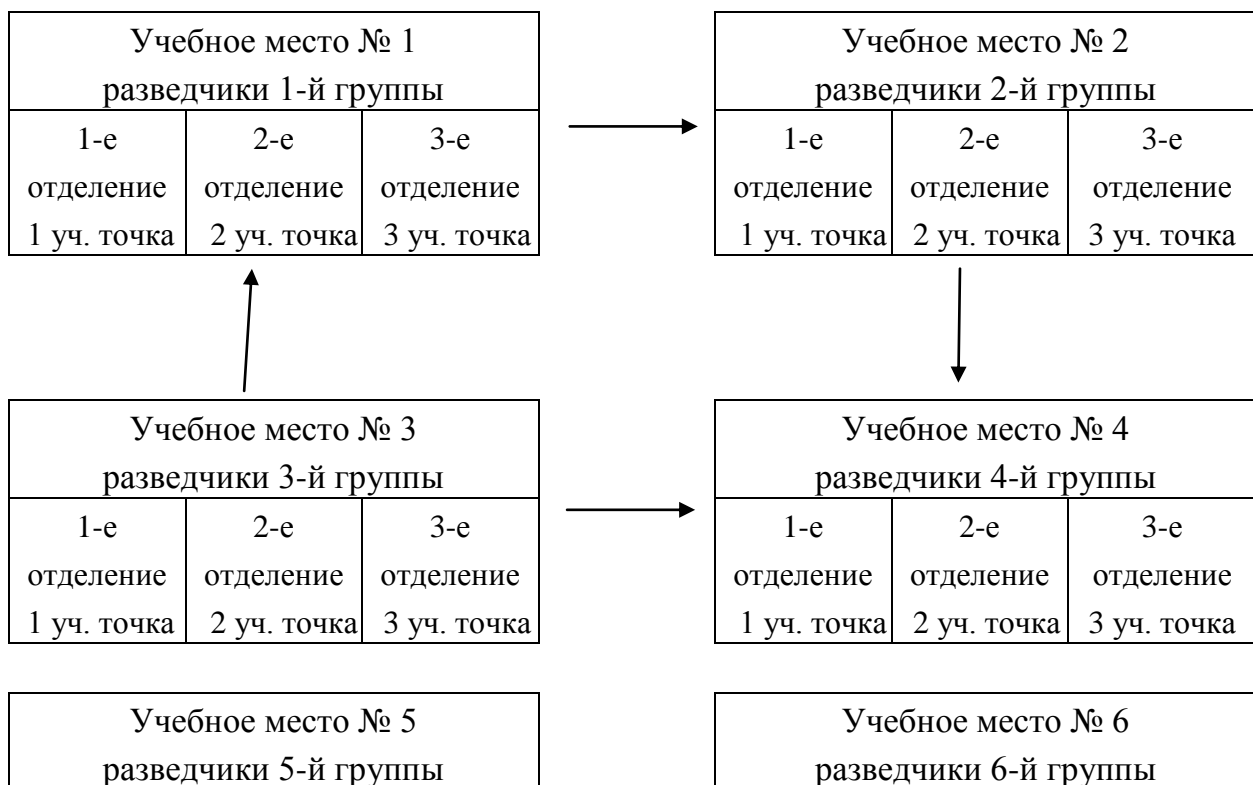 Учебное место № 1
разведчики 1-й группы
1-е
отделение
1 уч. точка
2-е
отделение
2 уч. точка
3-е
отделение
3 уч. точка
Учебное место № 2
разведчики 2-й группы
1-е
отделение
1 уч. точка
2-е
отделение
2 уч. точка
3-е
отделение
3 уч. точка
Учебное место № 3
разведчики 3-й группы
1-е
отделение
1 уч. точка
2-е
отделение
2 уч. точка
3-е
отделение
3 уч. точка
Учебное место № 4
разведчики 4-й группы
1-е
отделение
1 уч. точка
2-е
отделение
2 уч. точка
3-е
отделение
3 уч. точка
Учебное место № 5
разведчики 5-й группы
Учебное место № 6
разведчики 6-й группы